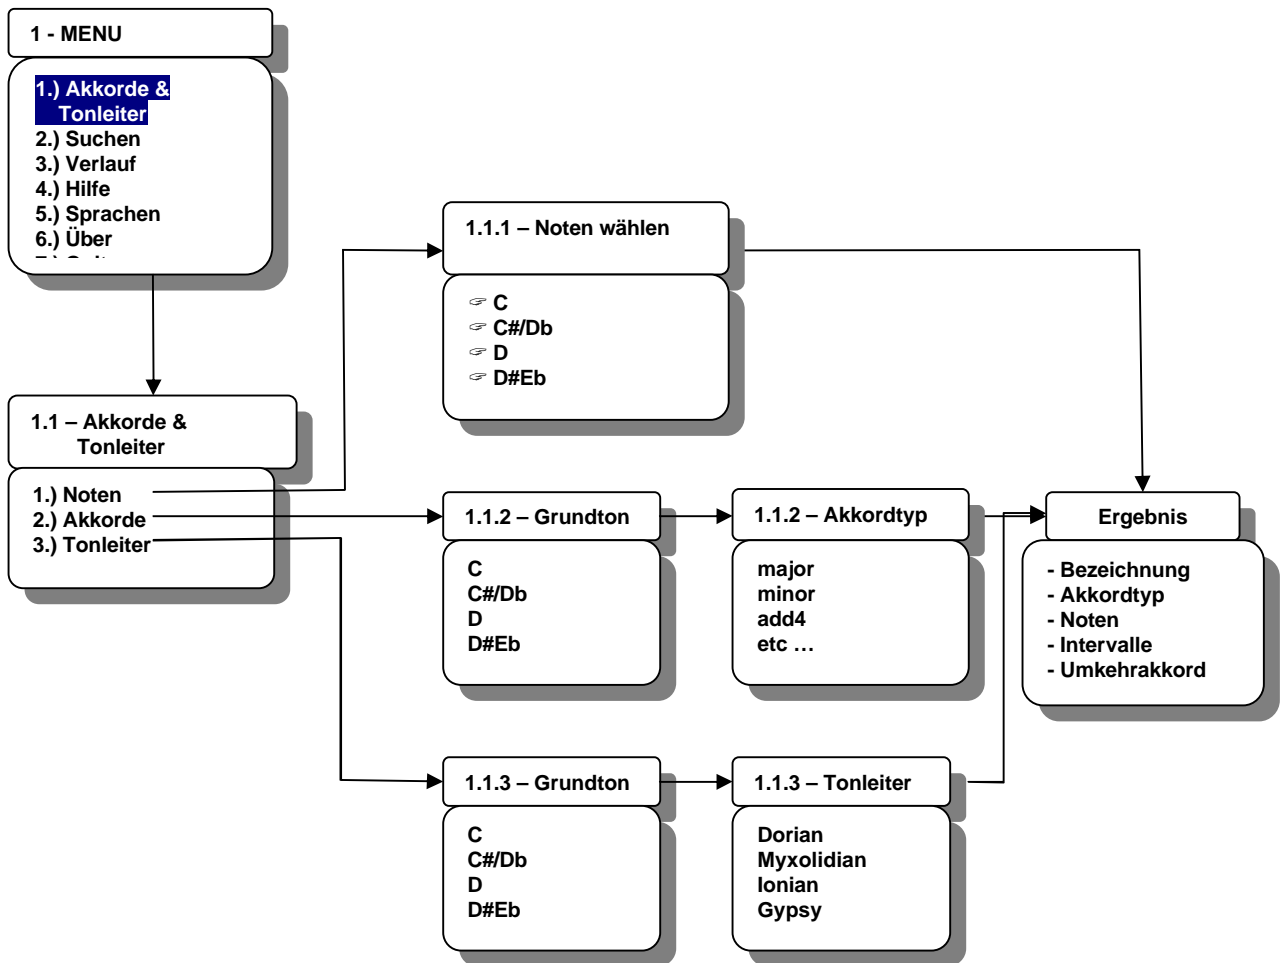 1 - MENU
1.) Akkorde &
Tonleiter
2.) Suchen
3.) Verlauf
4.) Hilfe
5.) Sprachen
6.) Über
1.1 – Akkorde &
Tonleiter
1.) Noten
2.) Akkorde
3.) Tonleiter
1.1.1 – Noten wählen
☞ C
☞ C#/Db
☞ D
☞ D#Eb
1.1.2 – Grundton
C
C#/Db
D
D#Eb
1.1.2 – Akkordtyp
major
minor
add4
etc …
1.1.3 – Grundton
C
C#/Db
D
D#Eb
1.1.3 – Tonleiter
Dorian
Myxolidian
Ionian
Gypsy
Ergebnis
- Bezeichnung
- Akkordtyp
- Noten
- Intervalle
- Umkehrakkord